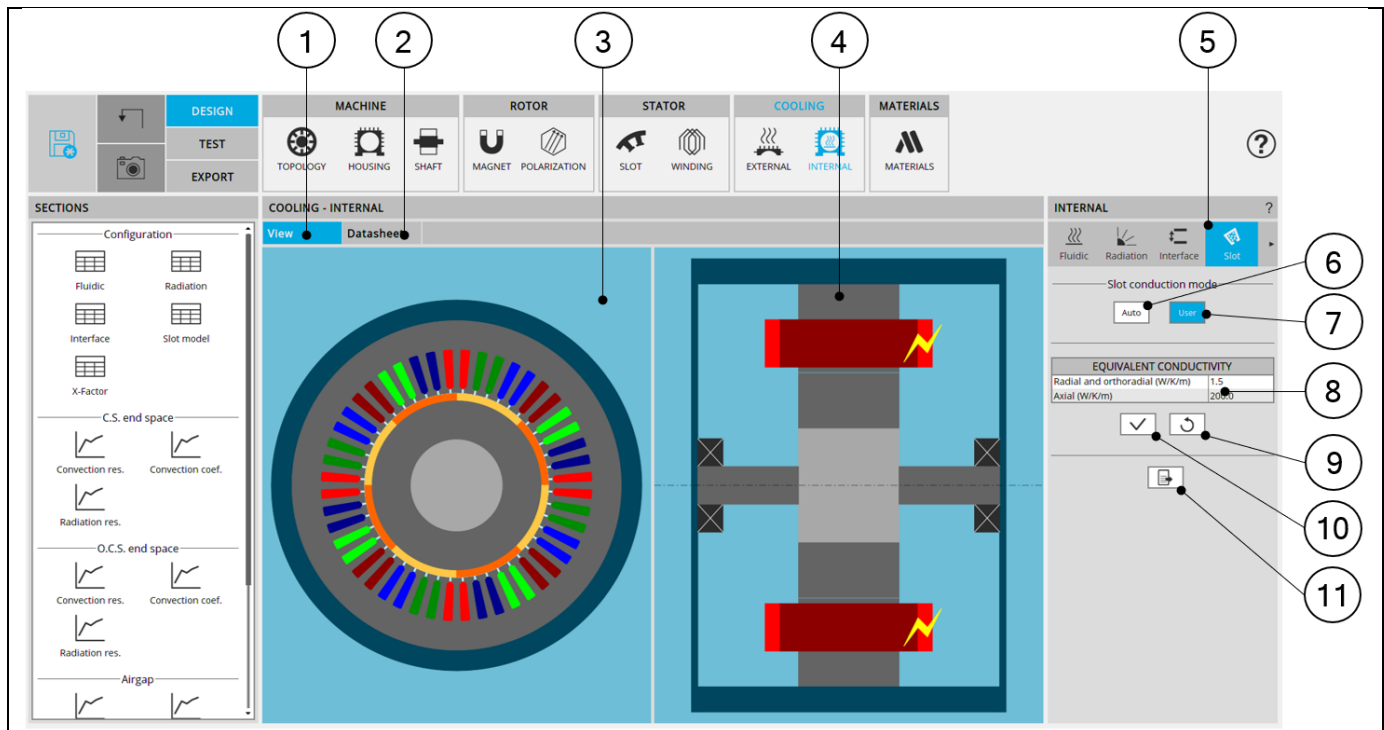 1
2
3
4
5
DESIGN
TEST
EXPORT
MACHINE
TOPOLOGY
HOUSING
SHAFT
ROTOR
MAGNET
POLARIZATION
STATOR
SLOT
WINDING
COOLING
EXTERNAL
INTERNAL
MATERIALS
MATERIALS
?
SECTIONS
Configuration
Fluidic
Radiation
Interface
Slot model
X-Factor
C.S. end space
Convection res.
Convection coef.
Radiation res.
O.C.S. end space
Convection res.
Convection coef.
Radiation res.
Airgap
COOLING - INTERNAL
View
Datasheet
INTERNAL
?
Fluidic
Radiation
Interface
Slot
Slot conduction mode
Auto
User
EQUIVALENT CONDUCTIVITY
Radial and orthoradial (W/K/m) 1.5
Axial (W/K/m) 200.0
6
7
8
9
10
11